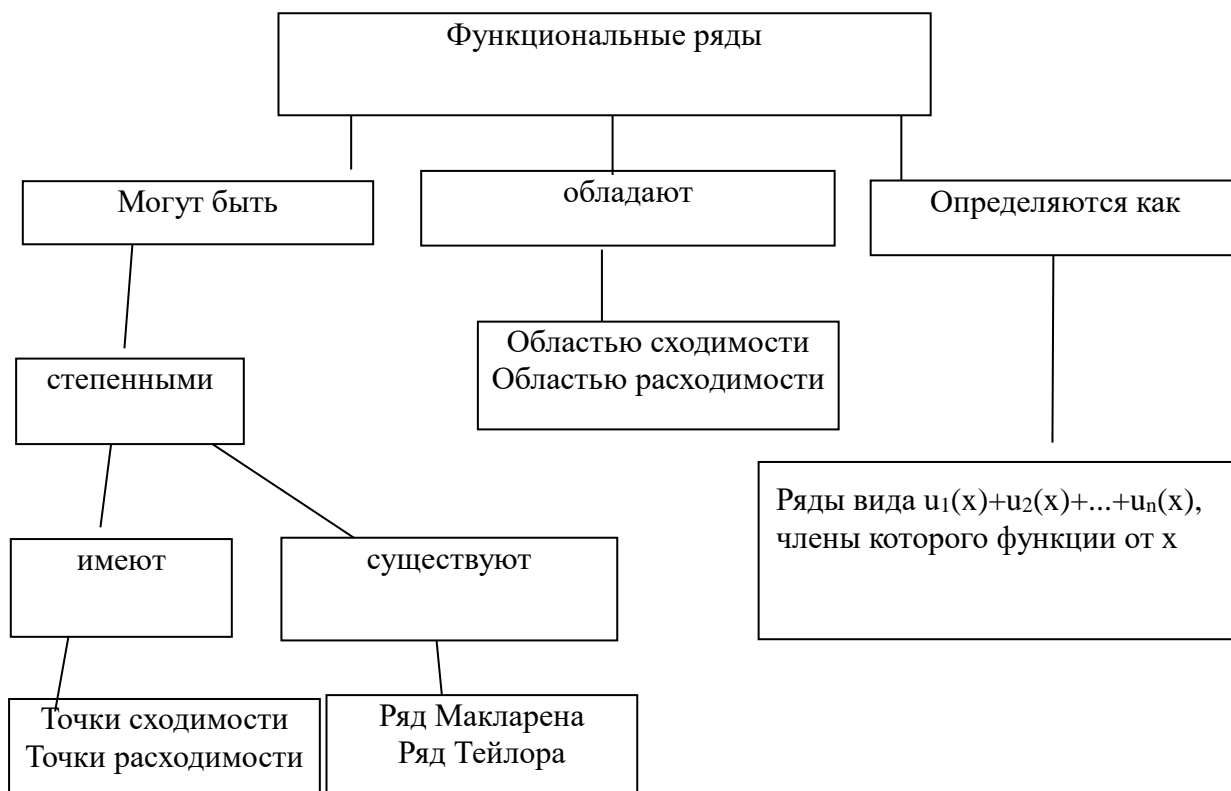 Функциональные ряды
Могут быть
обладают
Определяются как
Областью сходимости
Областью расходимости
степенными
Ряды вида u₁(x)+u₂(x)+...+uₙ(x),
члены которого функции от x
имеют
существуют
Точки сходимости
Точки расходимости
Ряд Макларена
Ряд Тейлора